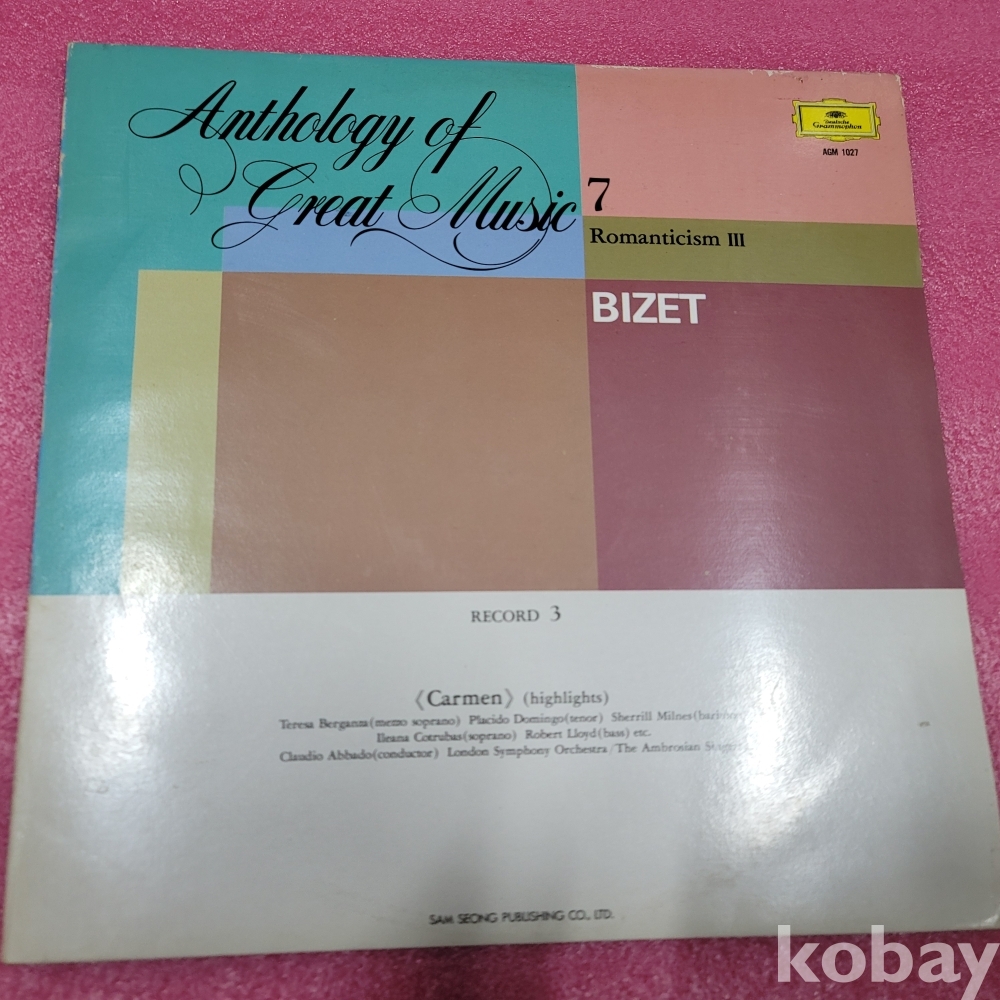 Anthology of
Great Music
7
Romanticism III
BIZET
Deutsche
Grammophon
AGM 1027
RECORD 3
《Carmen》 (highlights)
Teresa Berganza(mezzo soprano) Placido Domingo(tenor) Sherrill Milnes
Ileana Cotrubas(soprano) Robert Lloyd(bass) etc.
Claudio Abbado(conductor) London Symphony Orchestra/The Ambrosian
SAM SEONG PUBLISHING CO., LTD.
kobay